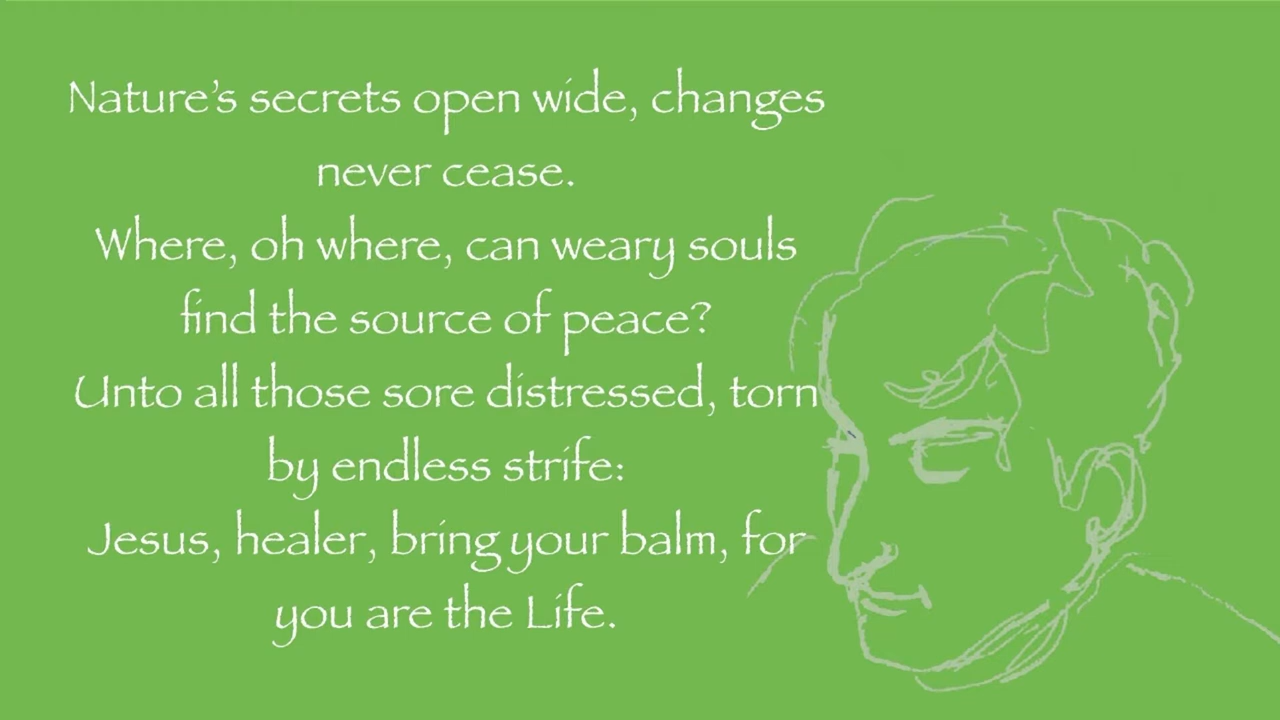 Nature's secrets open wide, changes
never cease.
Where, oh where, can weary souls
find the source of peace?
Unto all those sore distressed, torn
by endless strife:
Jesus, healer, bring your balm, for
you are the Life.